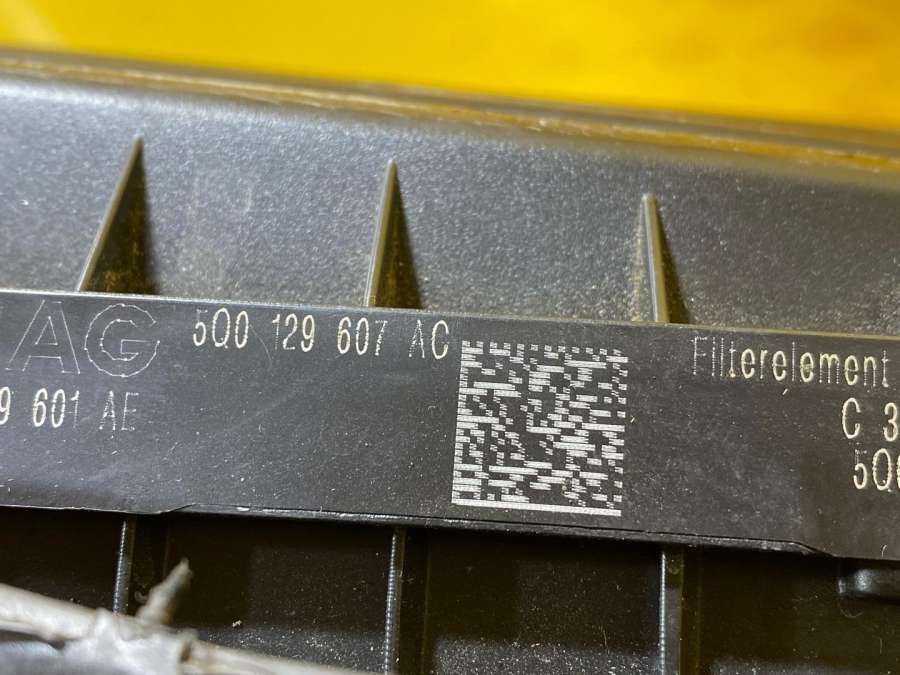 AG 5Q0 129 607 AC
9 601 AE
Filterelement
C 3
5Q